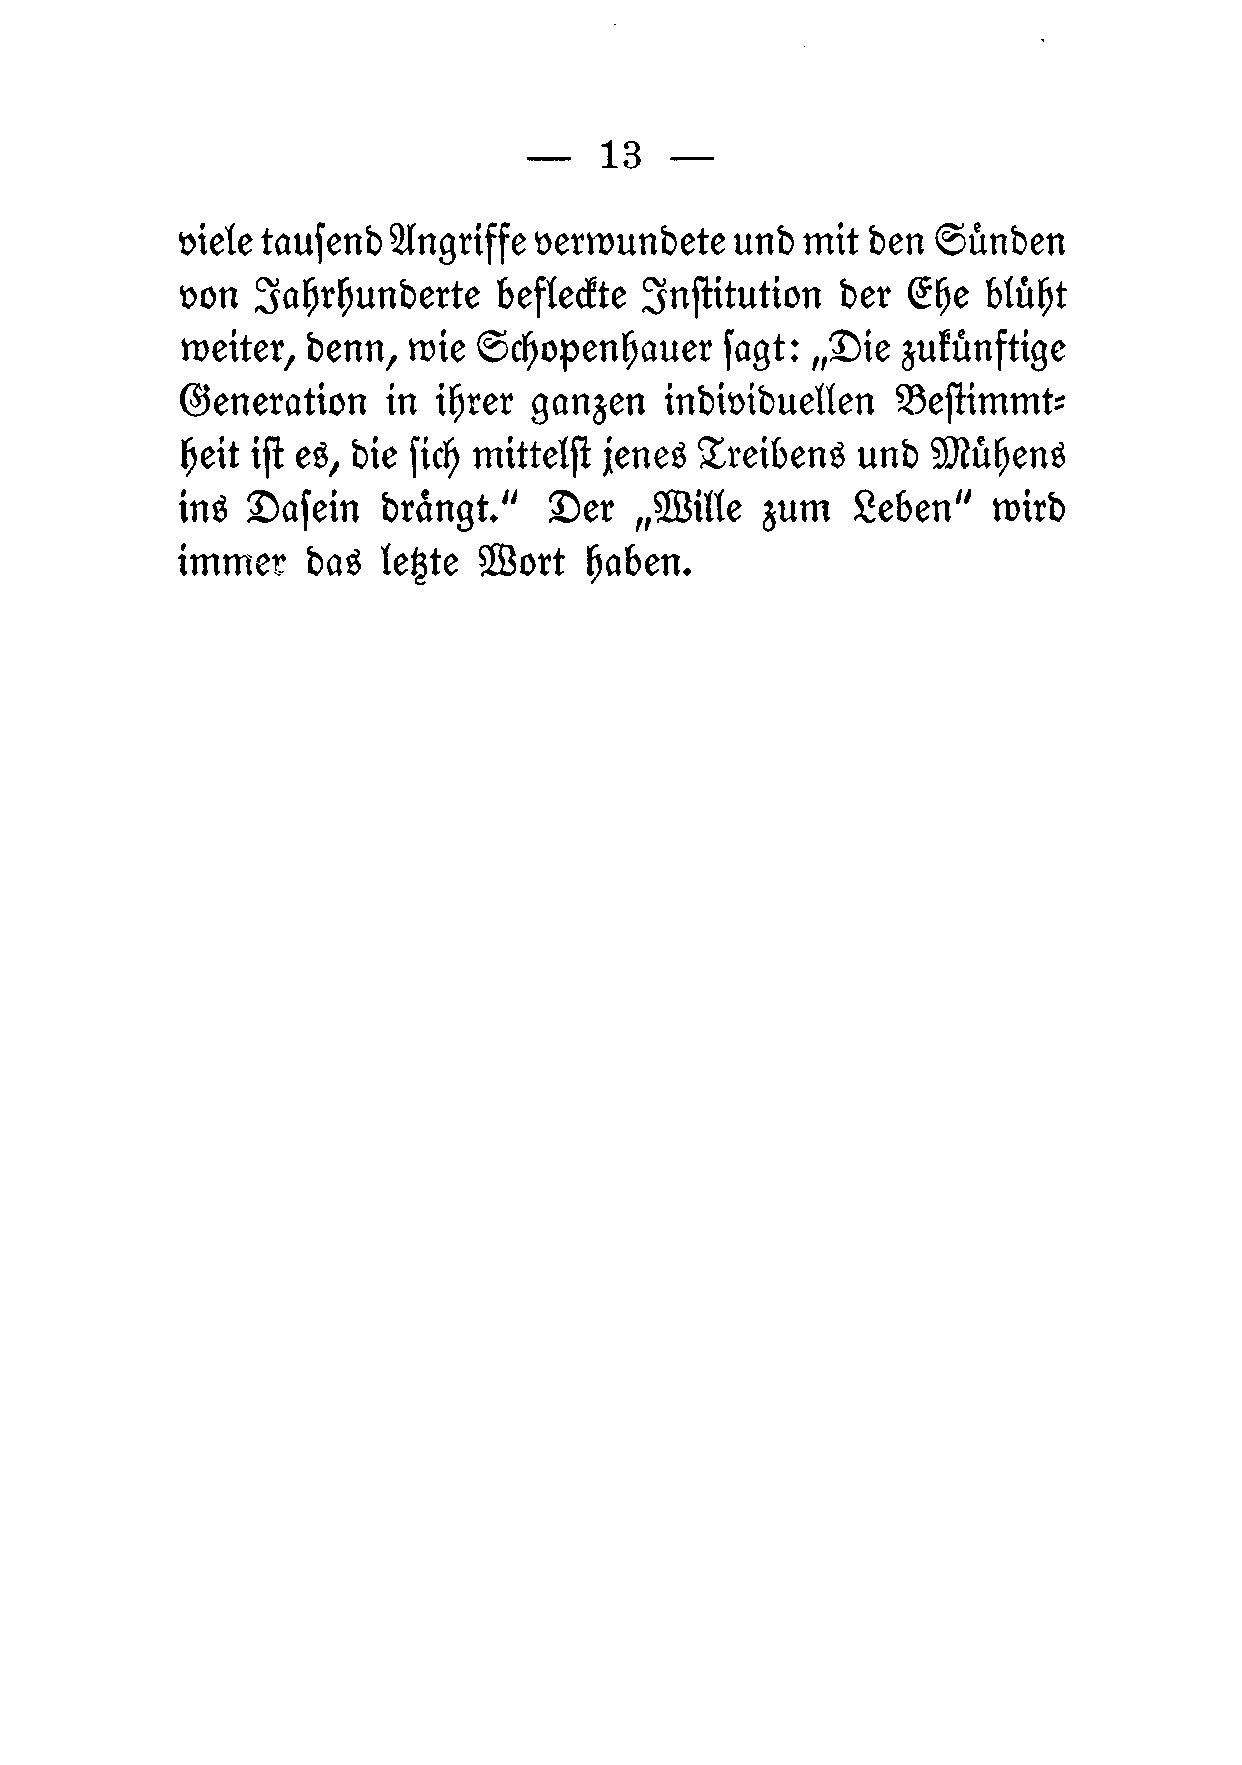 — 13 —
viele tauſend Angriffe verwundete und mit den Sünden
von Jahrhunderte befleckte Inſtitution der Ehe blüht
weiter, denn, wie Schopenhauer ſagt: „Die zukünftige
Generation in ihrer ganzen individuellen Beſtimmt⸗
heit iſt es, die ſich mittelſt jenes Treibens und Mühens
ins Daſein drängt.“ Der „Wille zum Leben“ wird
immer das letzte Wort haben.